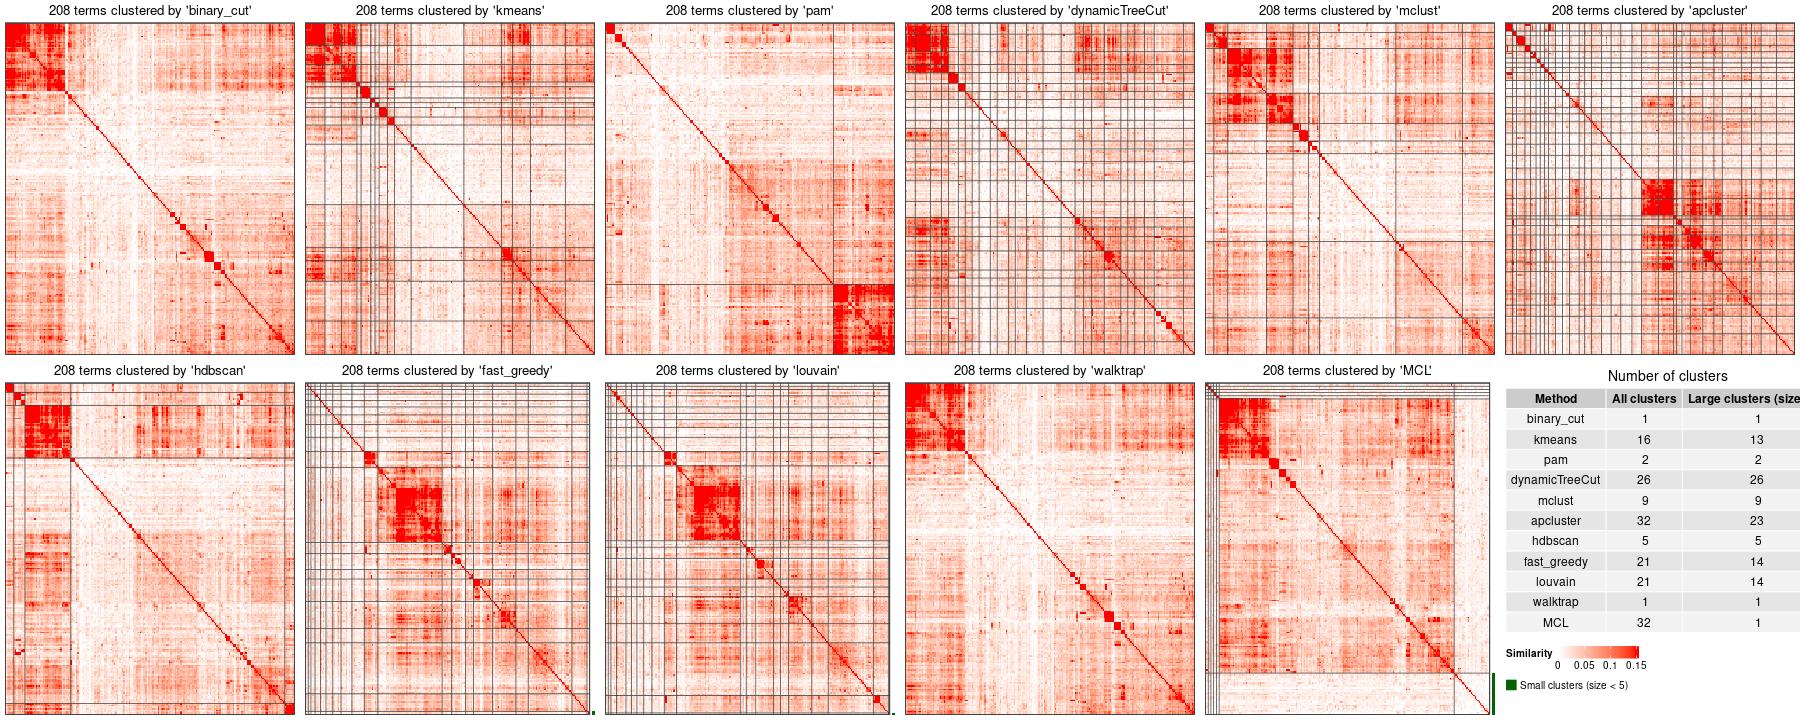 208 terms clustered by 'binary_cut'
208 terms clustered by 'kmeans'
208 terms clustered by 'pam'
208 terms clustered by 'dynamicTreeCut'
208 terms clustered by 'mclust'
208 terms clustered by 'apcluster'
208 terms clustered by 'hdbscan'
208 terms clustered by 'fast_greedy'
208 terms clustered by 'louvain'
208 terms clustered by 'walktrap'
208 terms clustered by 'MCL'
Number of clusters
Method All clusters Large clusters (size
binary_cut 1 1
kmeans 16 13
pam 2 2
dynamicTreeCut 26 26
mclust 9 9
apcluster 32 23
hdbscan 5 5
fast_greedy 21 14
louvain 21 14
walktrap 1 1
MCL 32 1
Similarity
0 0.05 0.1 0.15
Small clusters (size < 5)